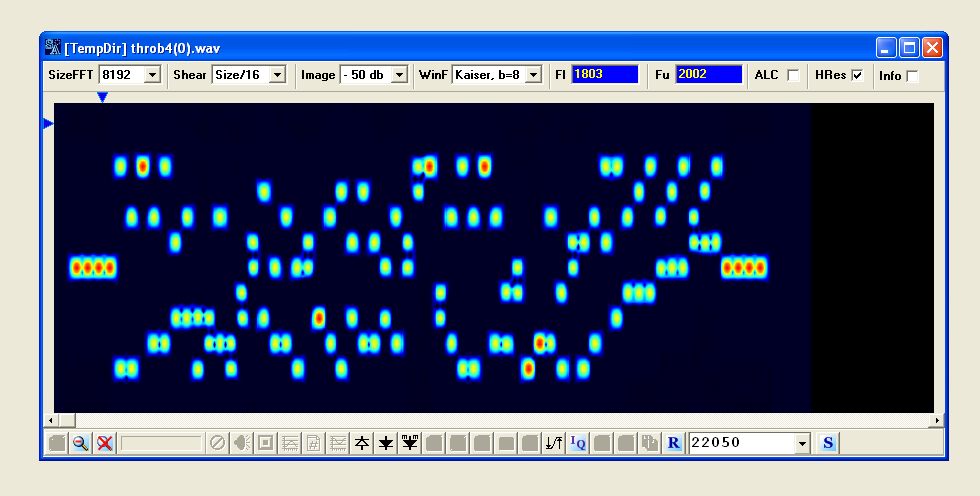 [TempDir] throb4(0).wav
SizeFFT 8192 Shear Size/16 Image - 50 db WinF Kaiser, b=8 Fl 1803 Fu 2002 ALC HRes Info
IQ R 22050 S